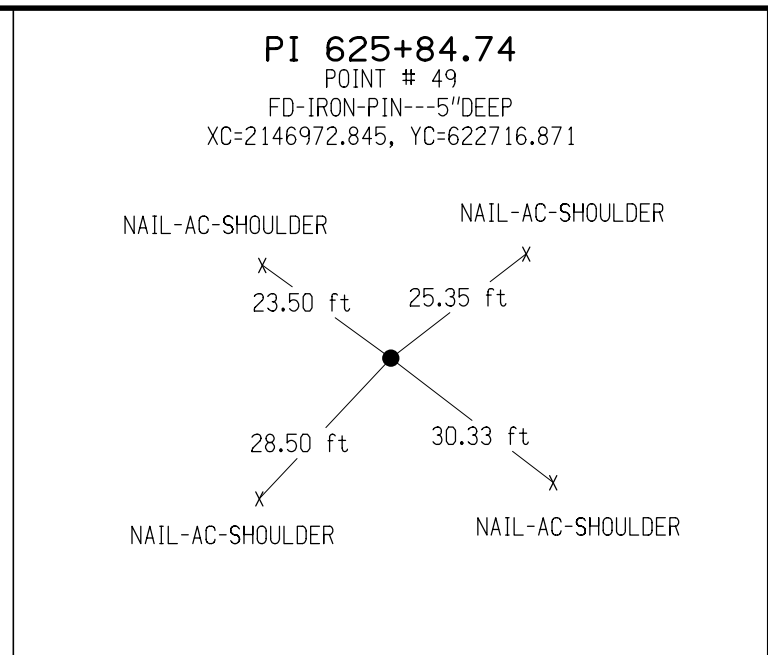 PI 625+84.74
POINT # 49
FD-IRON-PIN---5"DEEP
XC=2146972.845, YC=622716.871
NAIL-AC-SHOULDER
NAIL-AC-SHOULDER
23.50 ft
25.35 ft
28.50 ft
30.33 ft
NAIL-AC-SHOULDER
NAIL-AC-SHOULDER